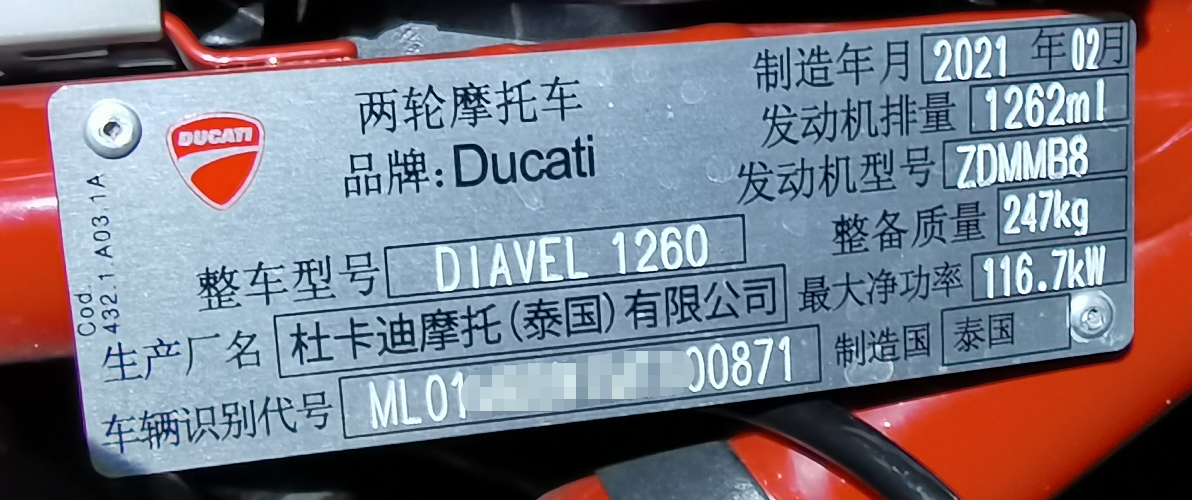 DUCATI
两轮摩托车
品牌:Ducati
制造年月 2021 年 02月
发动机排量 1262ml
发动机型号 ZDMMB8
整备质量 247kg
最大净功率 116.7kW
整车型号 DIAVEL 1260
生产厂名 杜卡迪摩托(泰国)有限公司
制造国 泰国
车辆识别代号 ML01 00871
Cod.
432.1.A03.1A